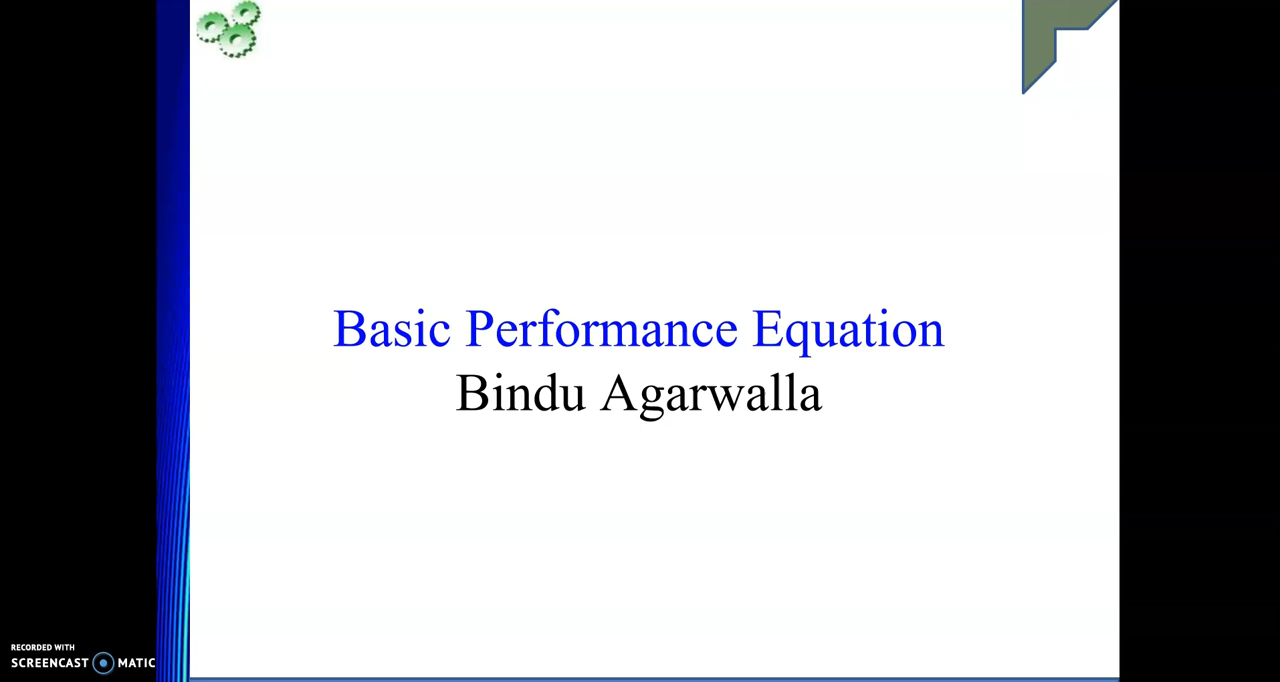 Basic Performance Equation
Bindu Agarwalla
RECORDED WITH
SCREENCAST MATIC